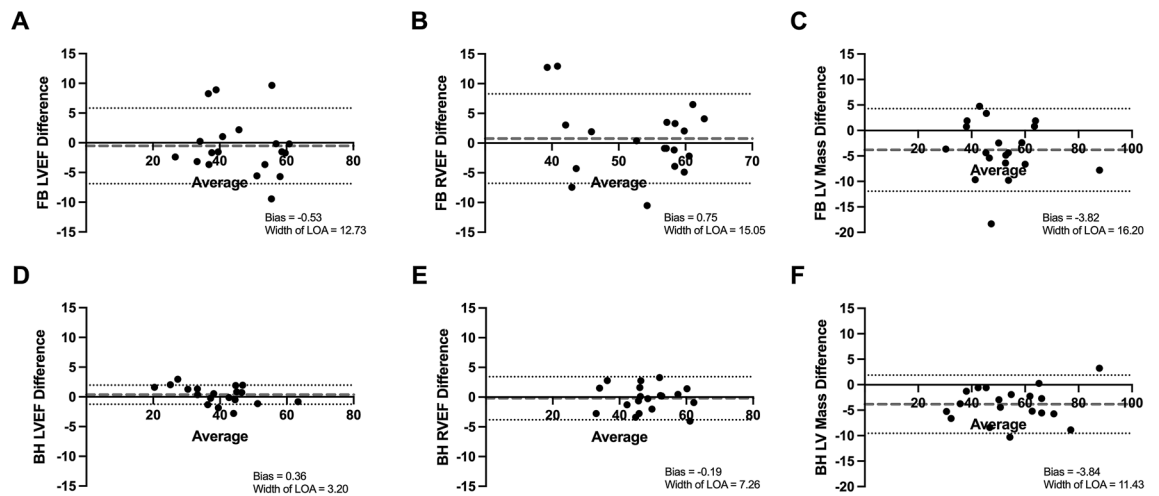 A
FB LVEF Difference
15
10
5
0
-5
-10
-15
20
40
60
80
Average
Bias = -0.53
Width of LOA = 12.73
B
FB RVEF Difference
15
10
5
0
-5
-10
-15
40
50
60
70
Average
Bias = 0.75
Width of LOA = 15.05
C
FB LV Mass Difference
15
10
5
0
-5
-10
-15
-20
20
40
60
80
100
Average
Bias = -3.82
Width of LOA = 16.20
D
BH LVEF Difference
15
10
5
0
-5
-10
-15
20
40
60
80
Average
Bias = 0.36
Width of LOA = 3.20
E
BH RVEF Difference
15
10
5
0
-5
-10
-15
20
40
60
80
Average
Bias = -0.19
Width of LOA = 7.26
F
BH LV Mass Difference
15
10
5
0
-5
-10
-15
-20
20
40
60
80
100
Average
Bias = -3.84
Width of LOA = 11.43